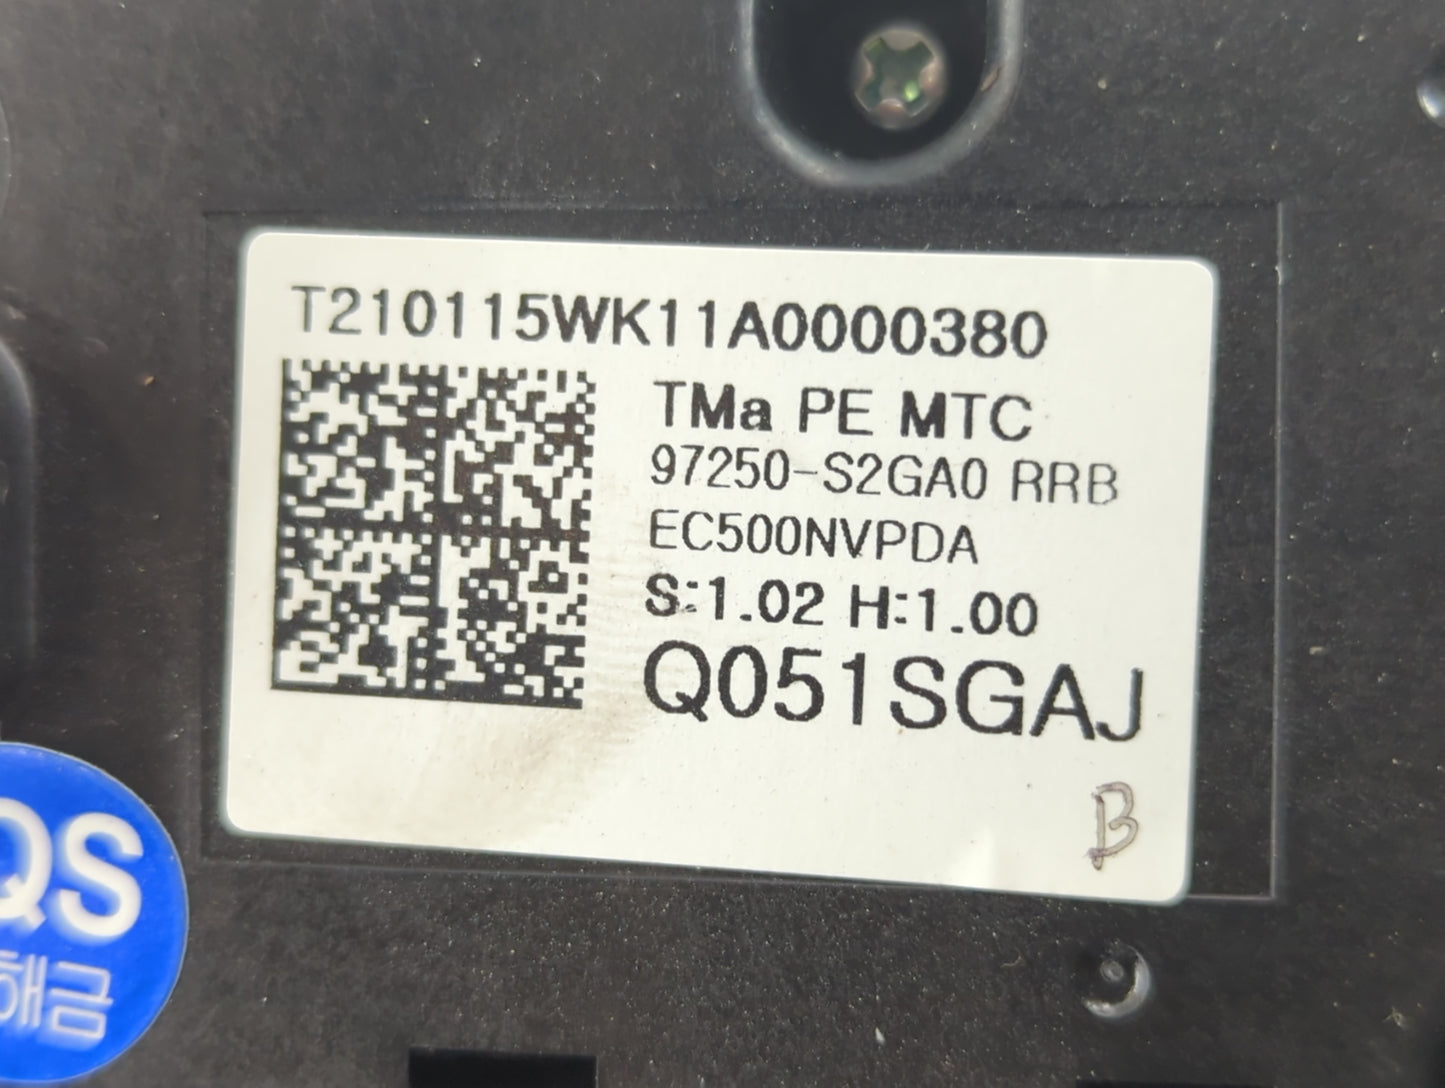 T210115WK11A0000380
TMa PE MTC
97250-S2GA0 RRB
EC500NVPDA
S:1.02 H:1.00
Q051SGAJ
B
QS
해금